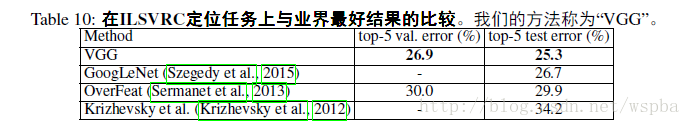 Table 10: 在ILSVRC定位任务上与业界最好结果的比较。我们的方法称为“VGG”。
Method top-5 val. error (%) top-5 test error (%)
VGG 26.9 25.3
GoogLeNet (Szegedy et al., 2015) - 26.7
OverFeat (Sermanet et al., 2013) 30.0 29.9
Krizhevsky et al. (Krizhevsky et al., 2012) - 34.2
http://blog.csdn.net/wspba